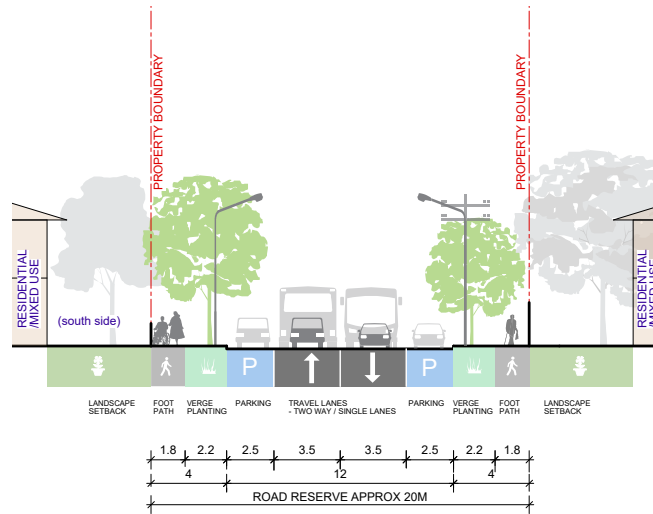 PROPERTY BOUNDARY
PROPERTY BOUNDARY
RESIDENTIAL
/MIXED USE
(south side)
RESIDENTIAL
/MIXED USE
P
P
LANDSCAPE
SETBACK
FOOT
PATH
VERGE
PLANTING
PARKING
TRAVEL LANES
- TWO WAY / SINGLE LANES
PARKING
VERGE
PLANTING
FOOT
PATH
LANDSCAPE
SETBACK
1.8 2.2 2.5 3.5 3.5 2.5 2.2 1.8
4 12 4
ROAD RESERVE APPROX 20M